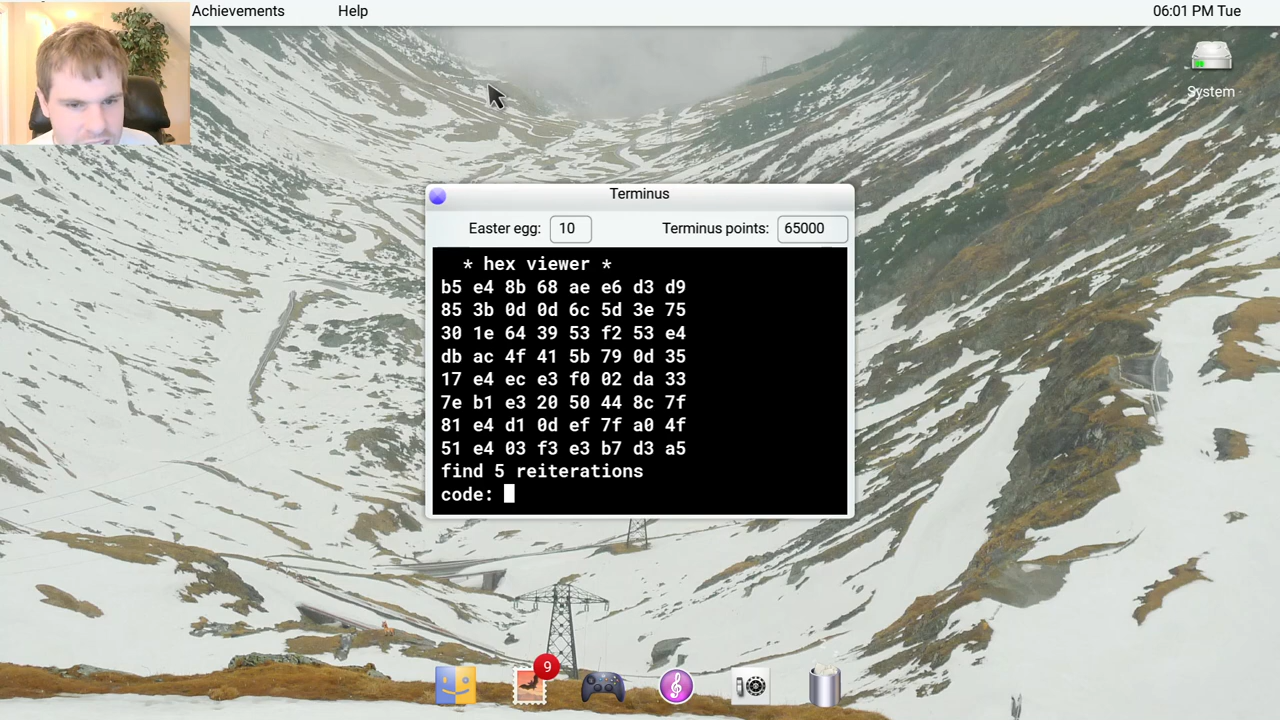 Achievements Help 06:01 PM Tue
System
Terminus
Easter egg: 10 Terminus points: 65000
* hex viewer *
b5 e4 8b 68 ae e6 d3 d9
85 3b 0d 0d 6c 5d 3e 75
30 1e 64 39 53 f2 53 e4
db ac 4f 41 5b 79 0d 35
17 e4 ec e3 f0 02 da 33
7e b1 e3 20 50 44 8c 7f
81 e4 d1 0d ef 7f a0 4f
51 e4 03 f3 e3 b7 d3 a5
find 5 reiterations
code:
9